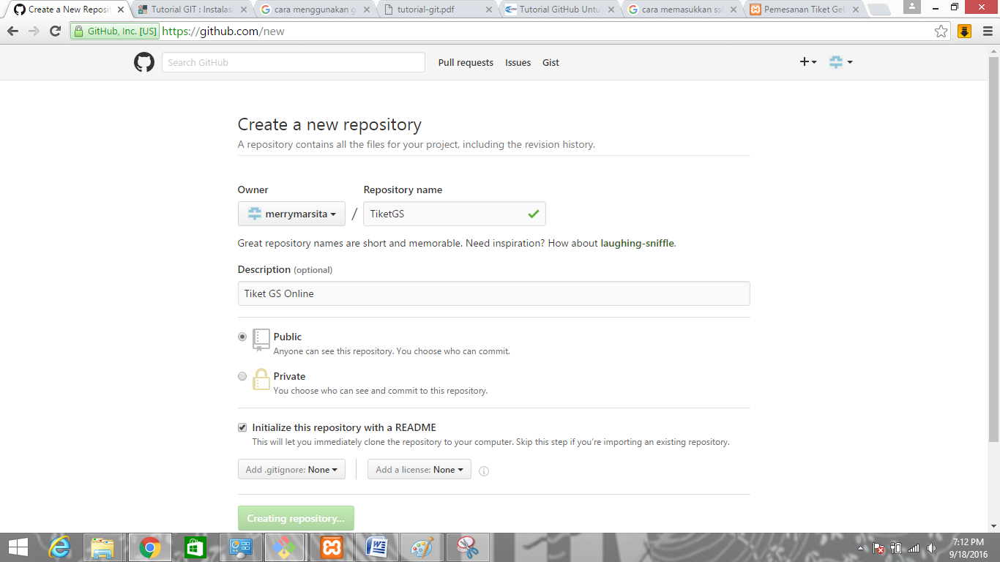 Create a New Reposit
Tutorial GIT : Instalasi
cara menggunakan g
tutorial-git.pdf
Tutorial GitHub Untu
cara memasukkan ssh
Pemesanan Tiket Geb
GitHub, Inc. [US] https://github.com/new
Search GitHub
Pull requests Issues Gist
Create a new repository
A repository contains all the files for your project, including the revision history.
Owner Repository name
merrymarsita / TiketGS
Great repository names are short and memorable. Need inspiration? How about laughing-sniffle.
Description (optional)
Tiket GS Online
Public
Anyone can see this repository. You choose who can commit.
Private
You choose who can see and commit to this repository.
Initialize this repository with a README
This will let you immediately clone the repository to your computer. Skip this step if you're importing an existing repository.
Add .gitignore: None Add a license: None
Creating repository...
7:12 PM
9/18/2016